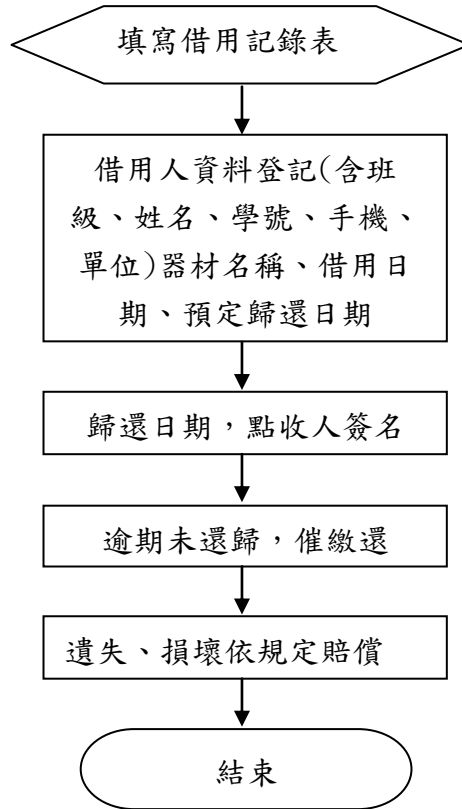 填寫借用記錄表
借用人資料登記(含班
級、姓名、學號、手機、
單位)器材名稱、借用日
期、預定歸還日期
歸還日期，點收人簽名
逾期未還歸，催繳還
遺失、損壞依規定賠償
結束